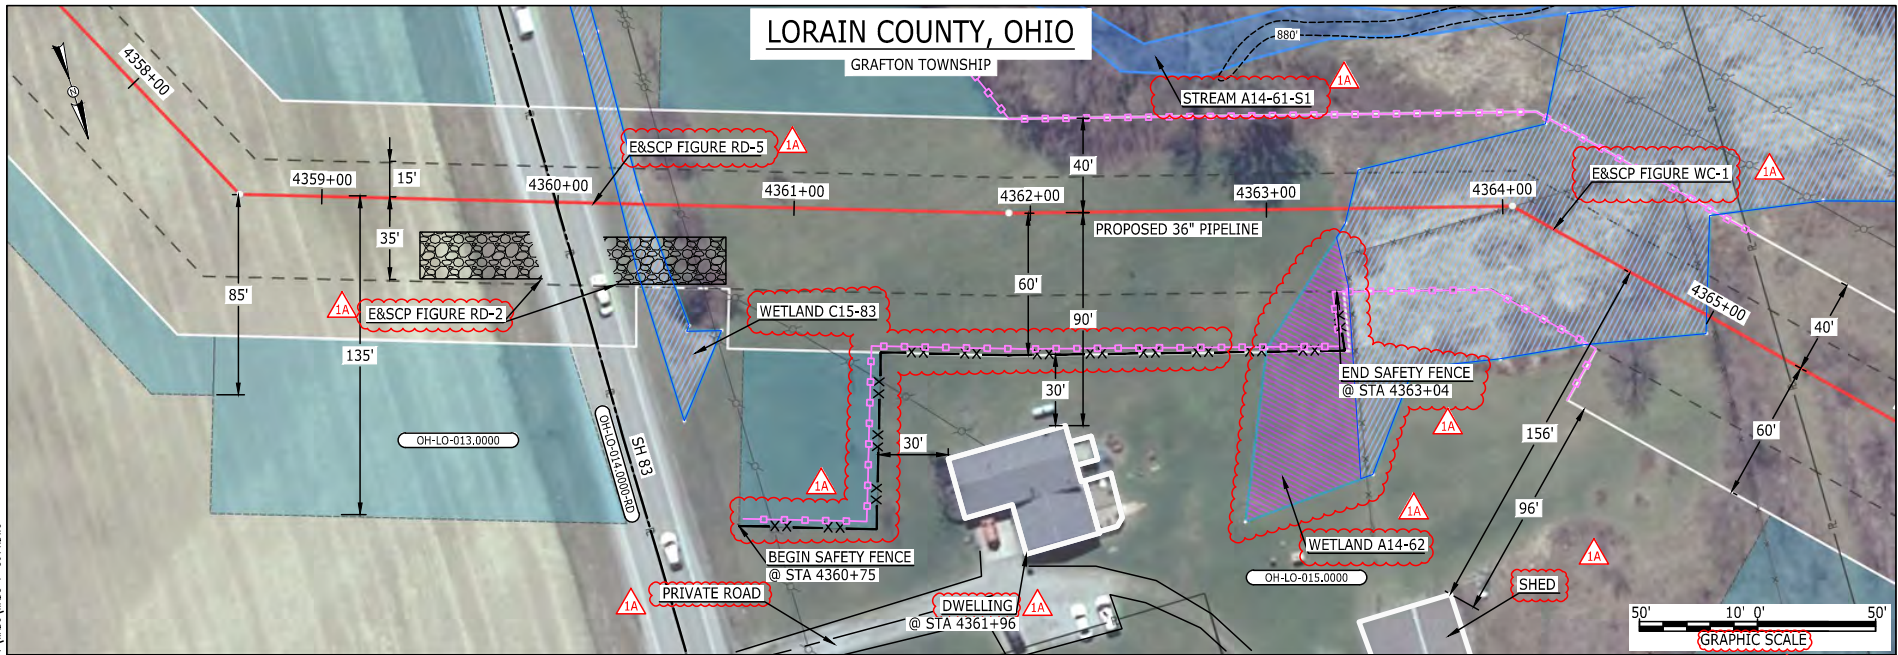 LORAIN COUNTY, OHIO
GRAFTON TOWNSHIP
880'
4358+00
N
STREAM A14-61-S1
1A
E&SCP FIGURE RD-5
1A
4359+00
15'
4360+00
4361+00
40'
4362+00
4363+00
4364+00
E&SCP FIGURE WC-1
1A
35'
PROPOSED 36" PIPELINE
85'
60'
4365+00
1A
E&SCP FIGURE RD-2
WETLAND C15-83
90'
40'
135'
END SAFETY FENCE
@ STA 4363+04
30'
1A
OH-LO-013.0000
OH-LO-014.0000-RD
SH 83
30'
156'
60'
1A
96'
1A
BEGIN SAFETY FENCE
@ STA 4360+75
WETLAND A14-62
1A
OH-LO-015.0000
PRIVATE ROAD
1A
DWELLING
@ STA 4361+96
1A
SHED
50'
10'
0'
50'
GRAPHIC SCALE